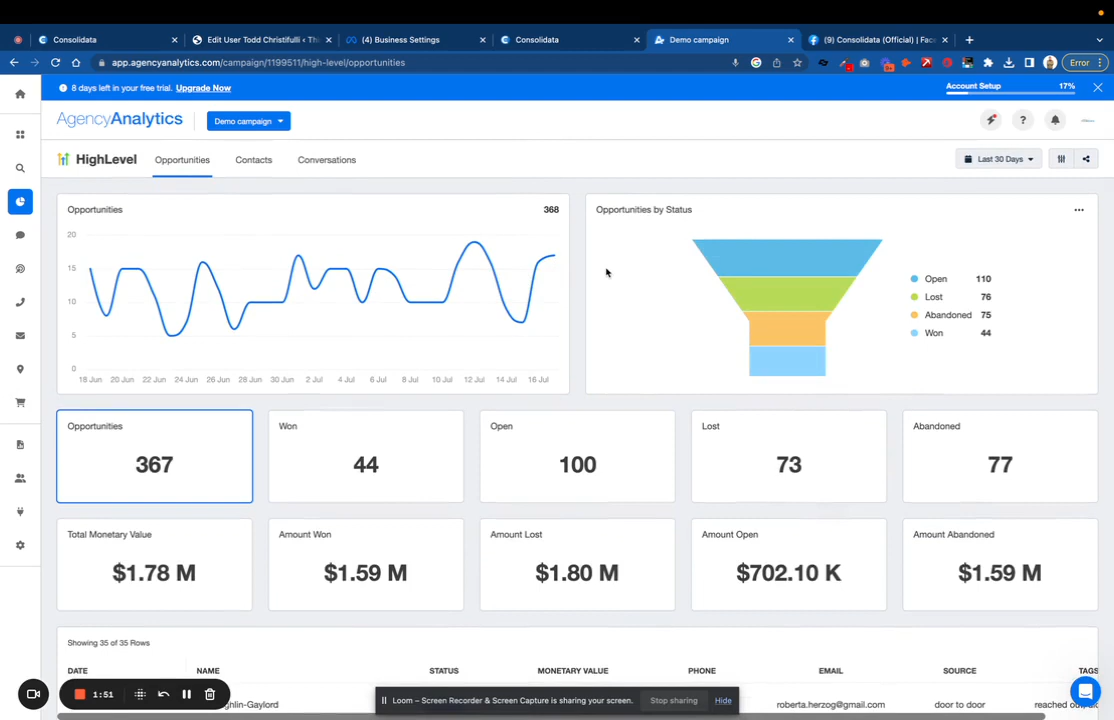 Consolidata
Edit User Todd Christifulli ‹ Th
(4) Business Settings
Consolidata
Demo campaign
(9) Consolidata (Official) | Fac
app.agencyanalytics.com/campaign/1199511/high-level/opportunities
Error
8 days left in your free trial. Upgrade Now
Account Setup
17%
AgencyAnalytics
Demo campaign
HighLevel
Opportunities
Contacts
Conversations
Last 30 Days
Opportunities
368
20
15
10
5
0
18 Jun 20 Jun 22 Jun 24 Jun 26 Jun 28 Jun 30 Jun 2 Jul 4 Jul 6 Jul 8 Jul 10 Jul 12 Jul 14 Jul 16 Jul
Opportunities by Status
Open 110
Lost 76
Abandoned 75
Won 44
Opportunities
367
Won
44
Open
100
Lost
73
Abandoned
77
Total Monetary Value
$1.78 M
Amount Won
$1.59 M
Amount Lost
$1.80 M
Amount Open
$702.10 K
Amount Abandoned
$1.59 M
Showing 35 of 35 Rows
DATE NAME STATUS MONETARY VALUE PHONE EMAIL SOURCE TAGS
ghlin-Gaylord roberta.herzog@gmail.com door to door reached ou
1:51
Loom – Screen Recorder & Screen Capture is sharing your screen.
Stop sharing
Hide